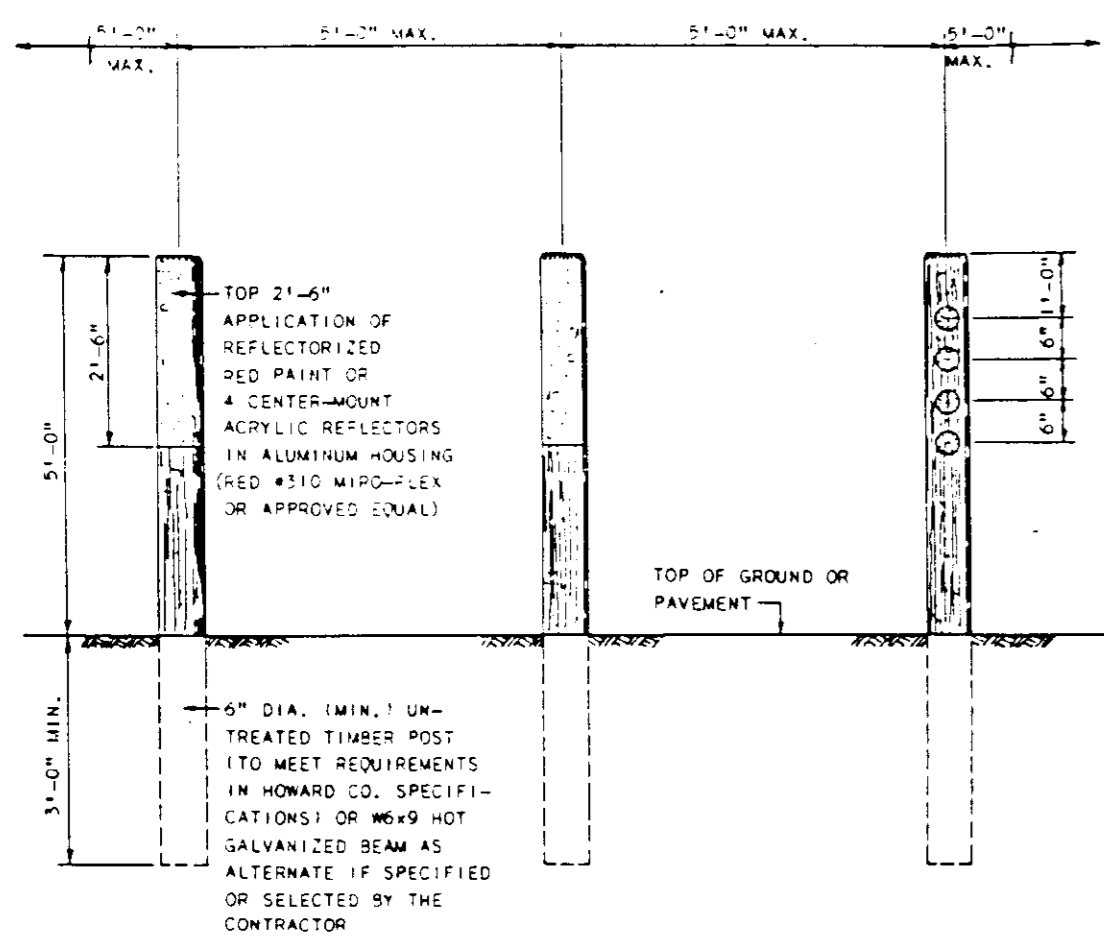 5'-0" 5'-0" MAX. 5'-0" MAX. 5'-0"
MAX. MAX.
TOP 2'-6"
APPLICATION OF
REFLECTORIZED
RED PAINT OR
4 CENTER-MOUNT
ACRYLIC REFLECTORS
IN ALUMINUM HOUSING
(RED #310 MIRO-FLEX
OR APPROVED EQUAL)
2'-6"
5'-0"
1'-0"
6"
6"
6"
TOP OF GROUND OR
PAVEMENT
3'-0" MIN.
6" DIA. (MIN.) UN-
TREATED TIMBER POST
(TO MEET REQUIREMENTS
IN HOWARD CO. SPECIFI-
CATIONS) OR W6x9 HOT
GALVANIZED BEAM AS
ALTERNATE IF SPECIFIED
OR SELECTED BY THE
CONTRACTOR